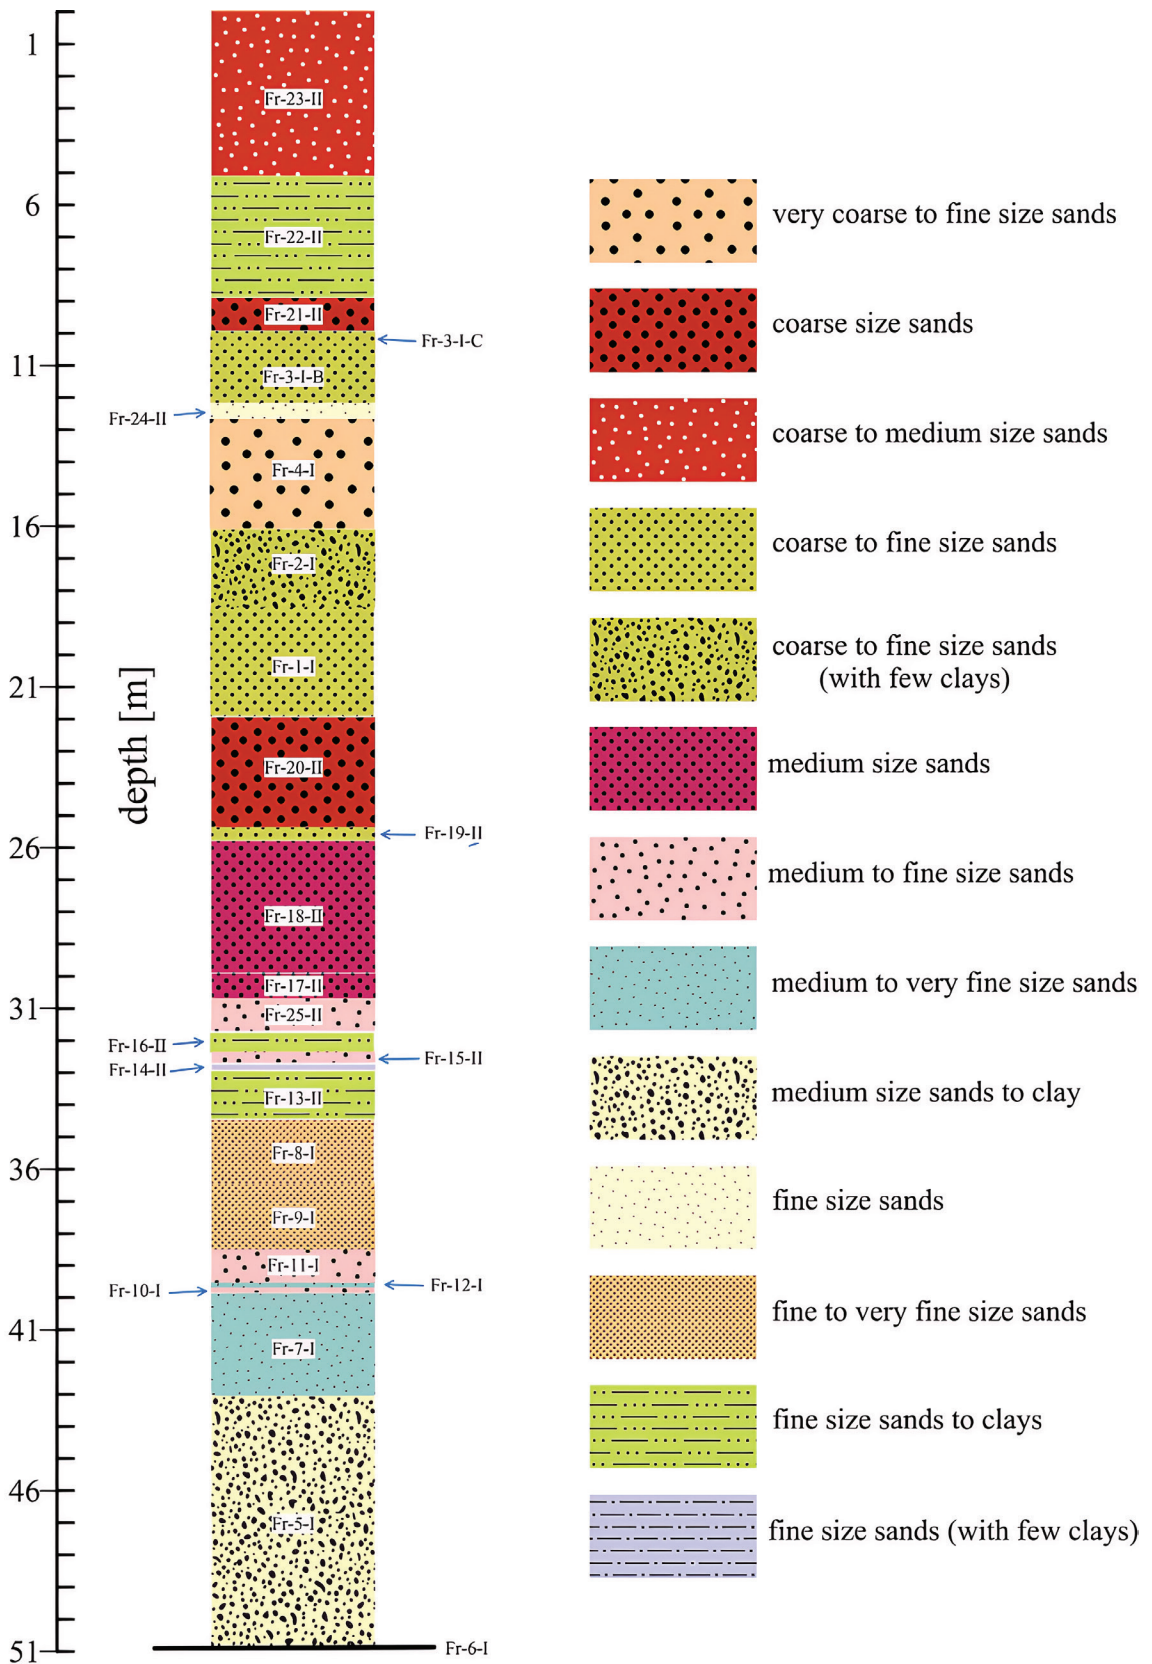 1
6
11
16
21
26
31
36
41
46
51
depth [m]
Fr-23-II
Fr-22-II
Fr-21-II
Fr-3-I-C
Fr-3-I-B
Fr-24-II
Fr-4-I
Fr-2-I
Fr-1-I
Fr-20-II
Fr-19-II
Fr-18-II
Fr-17-II
Fr-25-II
Fr-16-II
Fr-15-II
Fr-14-II
Fr-13-II
Fr-8-I
Fr-9-I
Fr-11-I
Fr-12-I
Fr-10-I
Fr-7-I
Fr-5-I
Fr-6-I
very coarse to fine size sands
coarse size sands
coarse to medium size sands
coarse to fine size sands
coarse to fine size sands
(with few clays)
medium size sands
medium to fine size sands
medium to very fine size sands
medium size sands to clay
fine size sands
fine to very fine size sands
fine size sands to clays
fine size sands (with few clays)